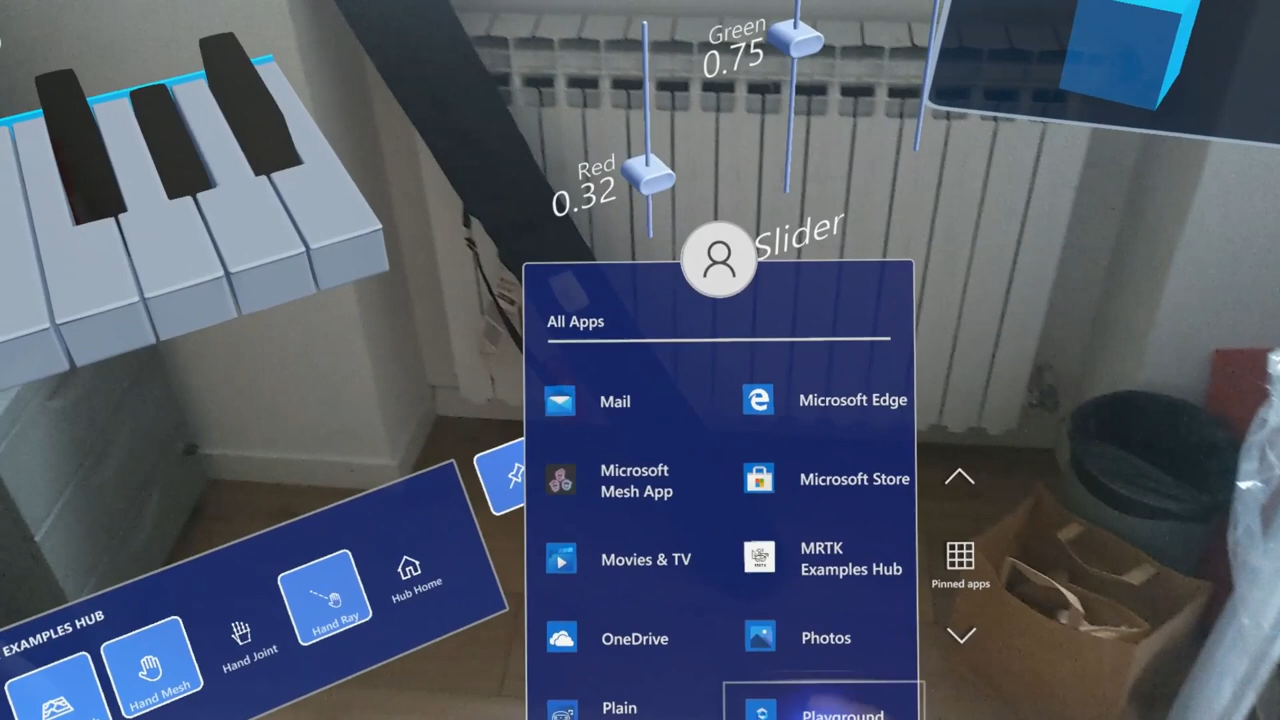 Green
0.75
Red
0.32
Slider
All Apps
Mail
Microsoft Edge
Microsoft
Mesh App
Microsoft Store
Movies & TV
MRTK
Examples Hub
OneDrive
Photos
Plain
Playground
Pinned apps
EXAMPLES HUB
Hand Mesh
Hand Joint
Hand Ray
Hub Home